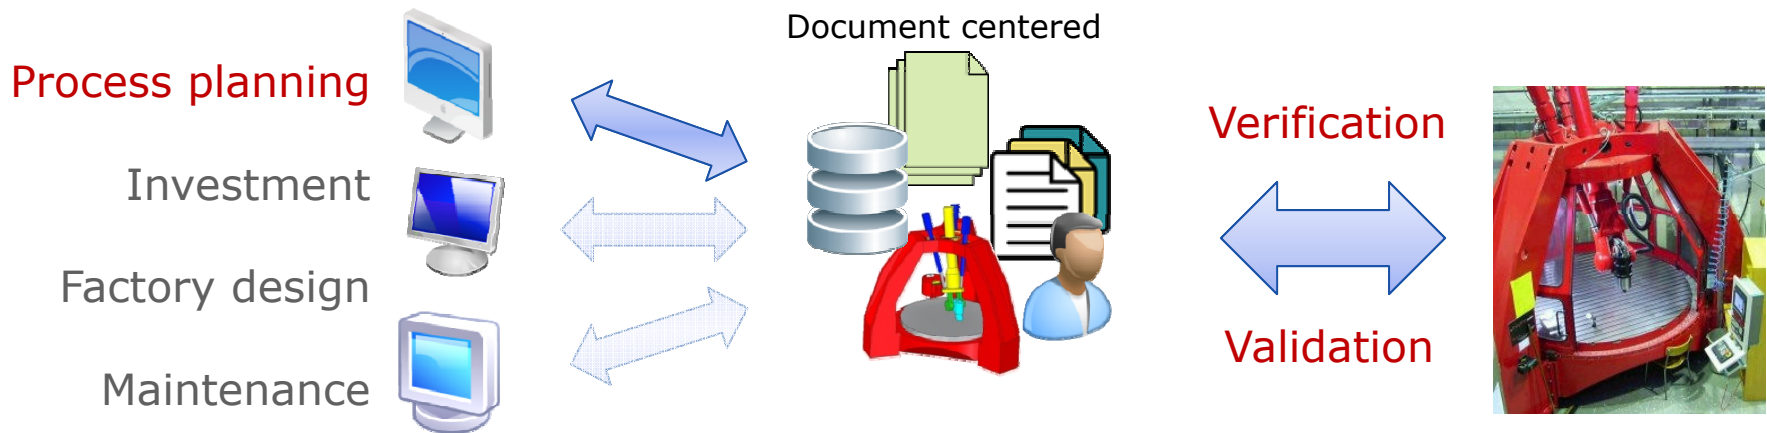 Document centered
Process planning
Investment
Factory design
Maintenance
Verification
Validation